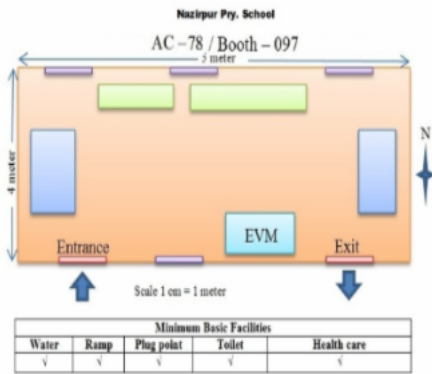 Nazirpur Pry. School
AC – 78 / Booth – 097
5 meter
4 meter
N
EVM
Entrance
Exit
Scale 1 cm = 1 meter
Minimum Basic Facilities
Water Ramp Plug point Toilet Health care
√ √ √ √ √